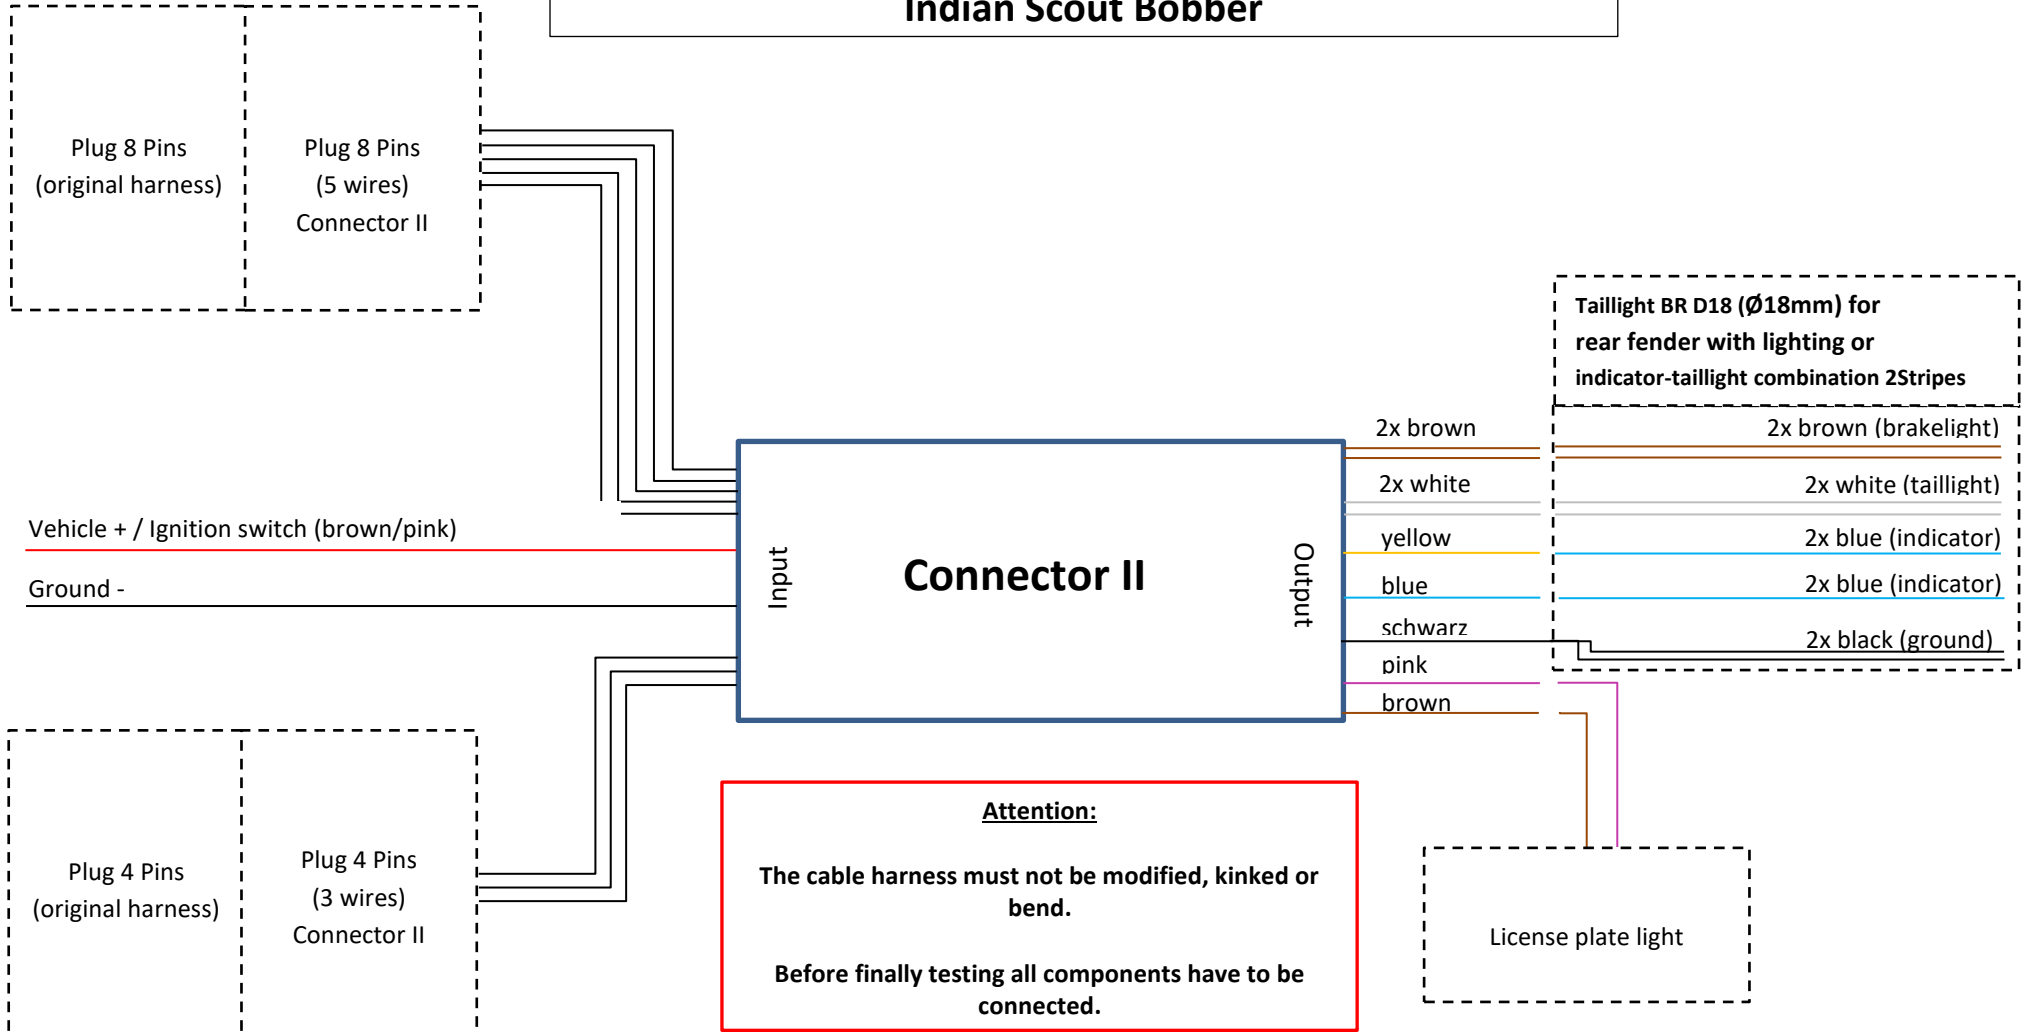 Indian Scout Bobber
Plug 8 Pins
(original harness)
Plug 8 Pins
(5 wires)
Connector II
Vehicle + / Ignition switch (brown/pink)
Ground -
Plug 4 Pins
(original harness)
Plug 4 Pins
(3 wires)
Connector II
Input
Connector II
Output
2x brown
2x white
yellow
blue
schwarz
pink
brown
Taillight BR D18 (Ø18mm) for
rear fender with lighting or
indicator-taillight combination 2Stripes
2x brown (brakelight)
2x white (taillight)
2x blue (indicator)
2x blue (indicator)
2x black (ground)
Attention:
The cable harness must not be modified, kinked or
bend.
Before finally testing all components have to be
connected.
License plate light